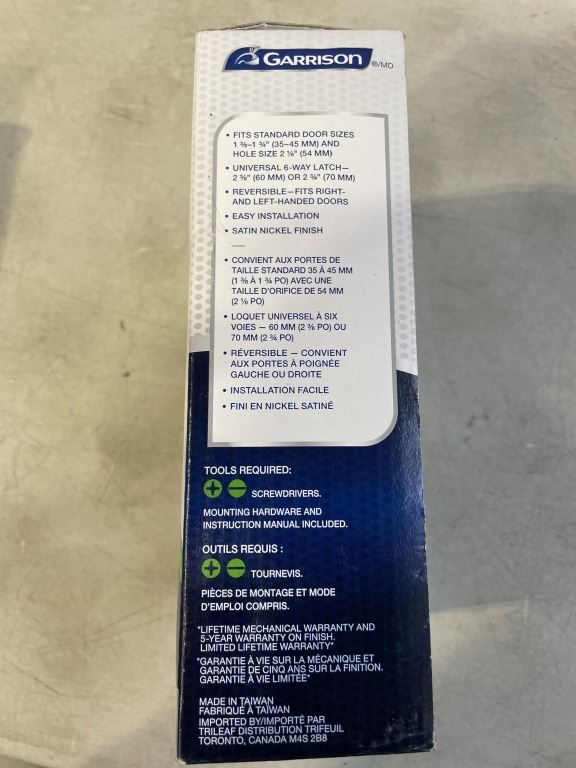 GARRISON ®/MD
• FITS STANDARD DOOR SIZES
1 ⅜–1 ¾" (35–45 MM) AND
HOLE SIZE 2 ⅛" (54 MM)
• UNIVERSAL 6-WAY LATCH—
2 ⅜" (60 MM) OR 2 ¾" (70 MM)
• REVERSIBLE—FITS RIGHT-
AND LEFT-HANDED DOORS
• EASY INSTALLATION
• SATIN NICKEL FINISH
• CONVIENT AUX PORTES DE
TAILLE STANDARD 35 À 45 MM
(1 ⅜ À 1 ¾ PO) AVEC UNE
TAILLE D'ORIFICE DE 54 MM
(2 ⅛ PO)
• LOQUET UNIVERSEL À SIX
VOIES — 60 MM (2 ⅜ PO) OU
70 MM (2 ¾ PO)
• RÉVERSIBLE — CONVIENT
AUX PORTES À POIGNÉE
GAUCHE OU DROITE
• INSTALLATION FACILE
• FINI EN NICKEL SATINÉ
TOOLS REQUIRED:
SCREWDRIVERS.
MOUNTING HARDWARE AND
INSTRUCTION MANUAL INCLUDED.
OUTILS REQUIS :
TOURNEVIS.
PIÈCES DE MONTAGE ET MODE
D'EMPLOI COMPRIS.
*LIFETIME MECHANICAL WARRANTY AND
5-YEAR WARRANTY ON FINISH.
LIMITED LIFETIME WARRANTY*
*GARANTIE À VIE SUR LA MÉCANIQUE ET
GARANTIE DE CINQ ANS SUR LA FINITION.
GARANTIE À VIE LIMITÉE*
MADE IN TAIWAN
FABRIQUÉ À TAÏWAN
IMPORTED BY/IMPORTÉ PAR
TRILEAF DISTRIBUTION TRIFEUIL
TORONTO, CANADA M4S 2B8